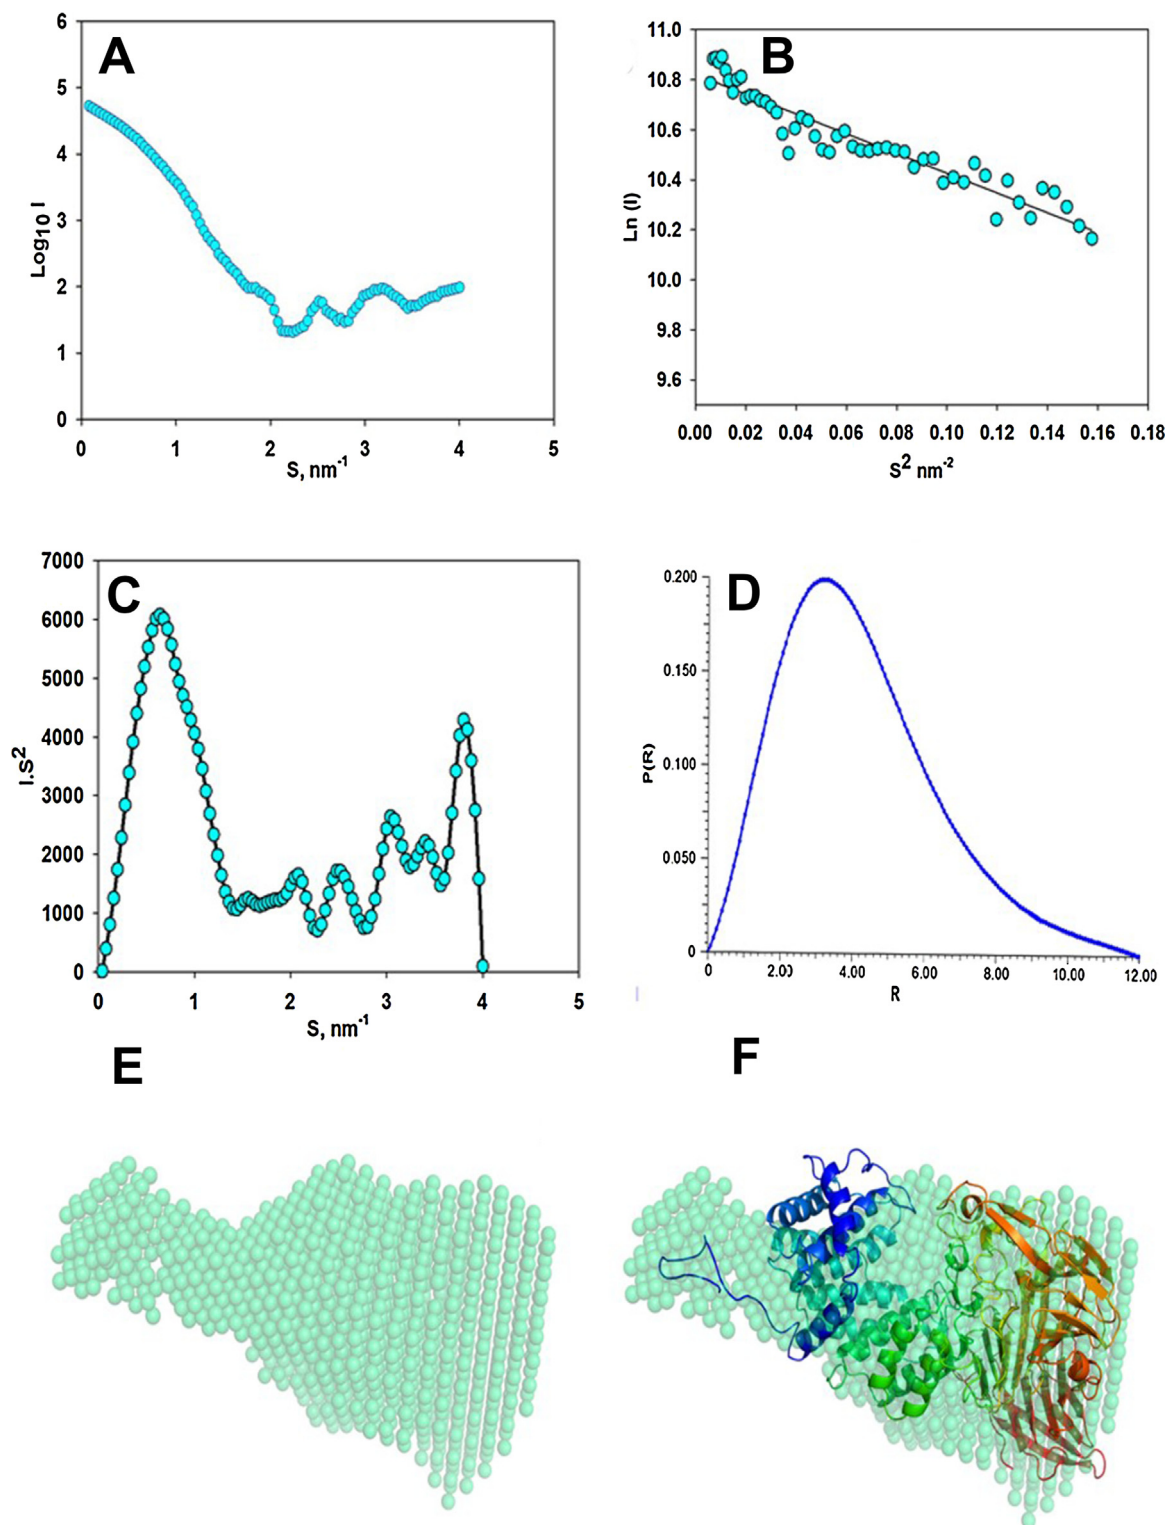 A
6
5
4
3
2
1
0
Log10 I
0 1 2 3 4 5
S, nm-1
B
11.0
10.8
10.6
10.4
10.2
10.0
9.8
9.6
Ln (I)
0.00 0.02 0.04 0.06 0.08 0.10 0.12 0.14 0.16 0.18
S2 nm-2
C
7000
6000
5000
4000
3000
2000
1000
0
I.S2
0 1 2 3 4 5
S, nm-1
D
0.200
0.150
0.100
0.050
0
P(R)
0 2.00 4.00 6.00 8.00 10.00 12.00
R
E
F